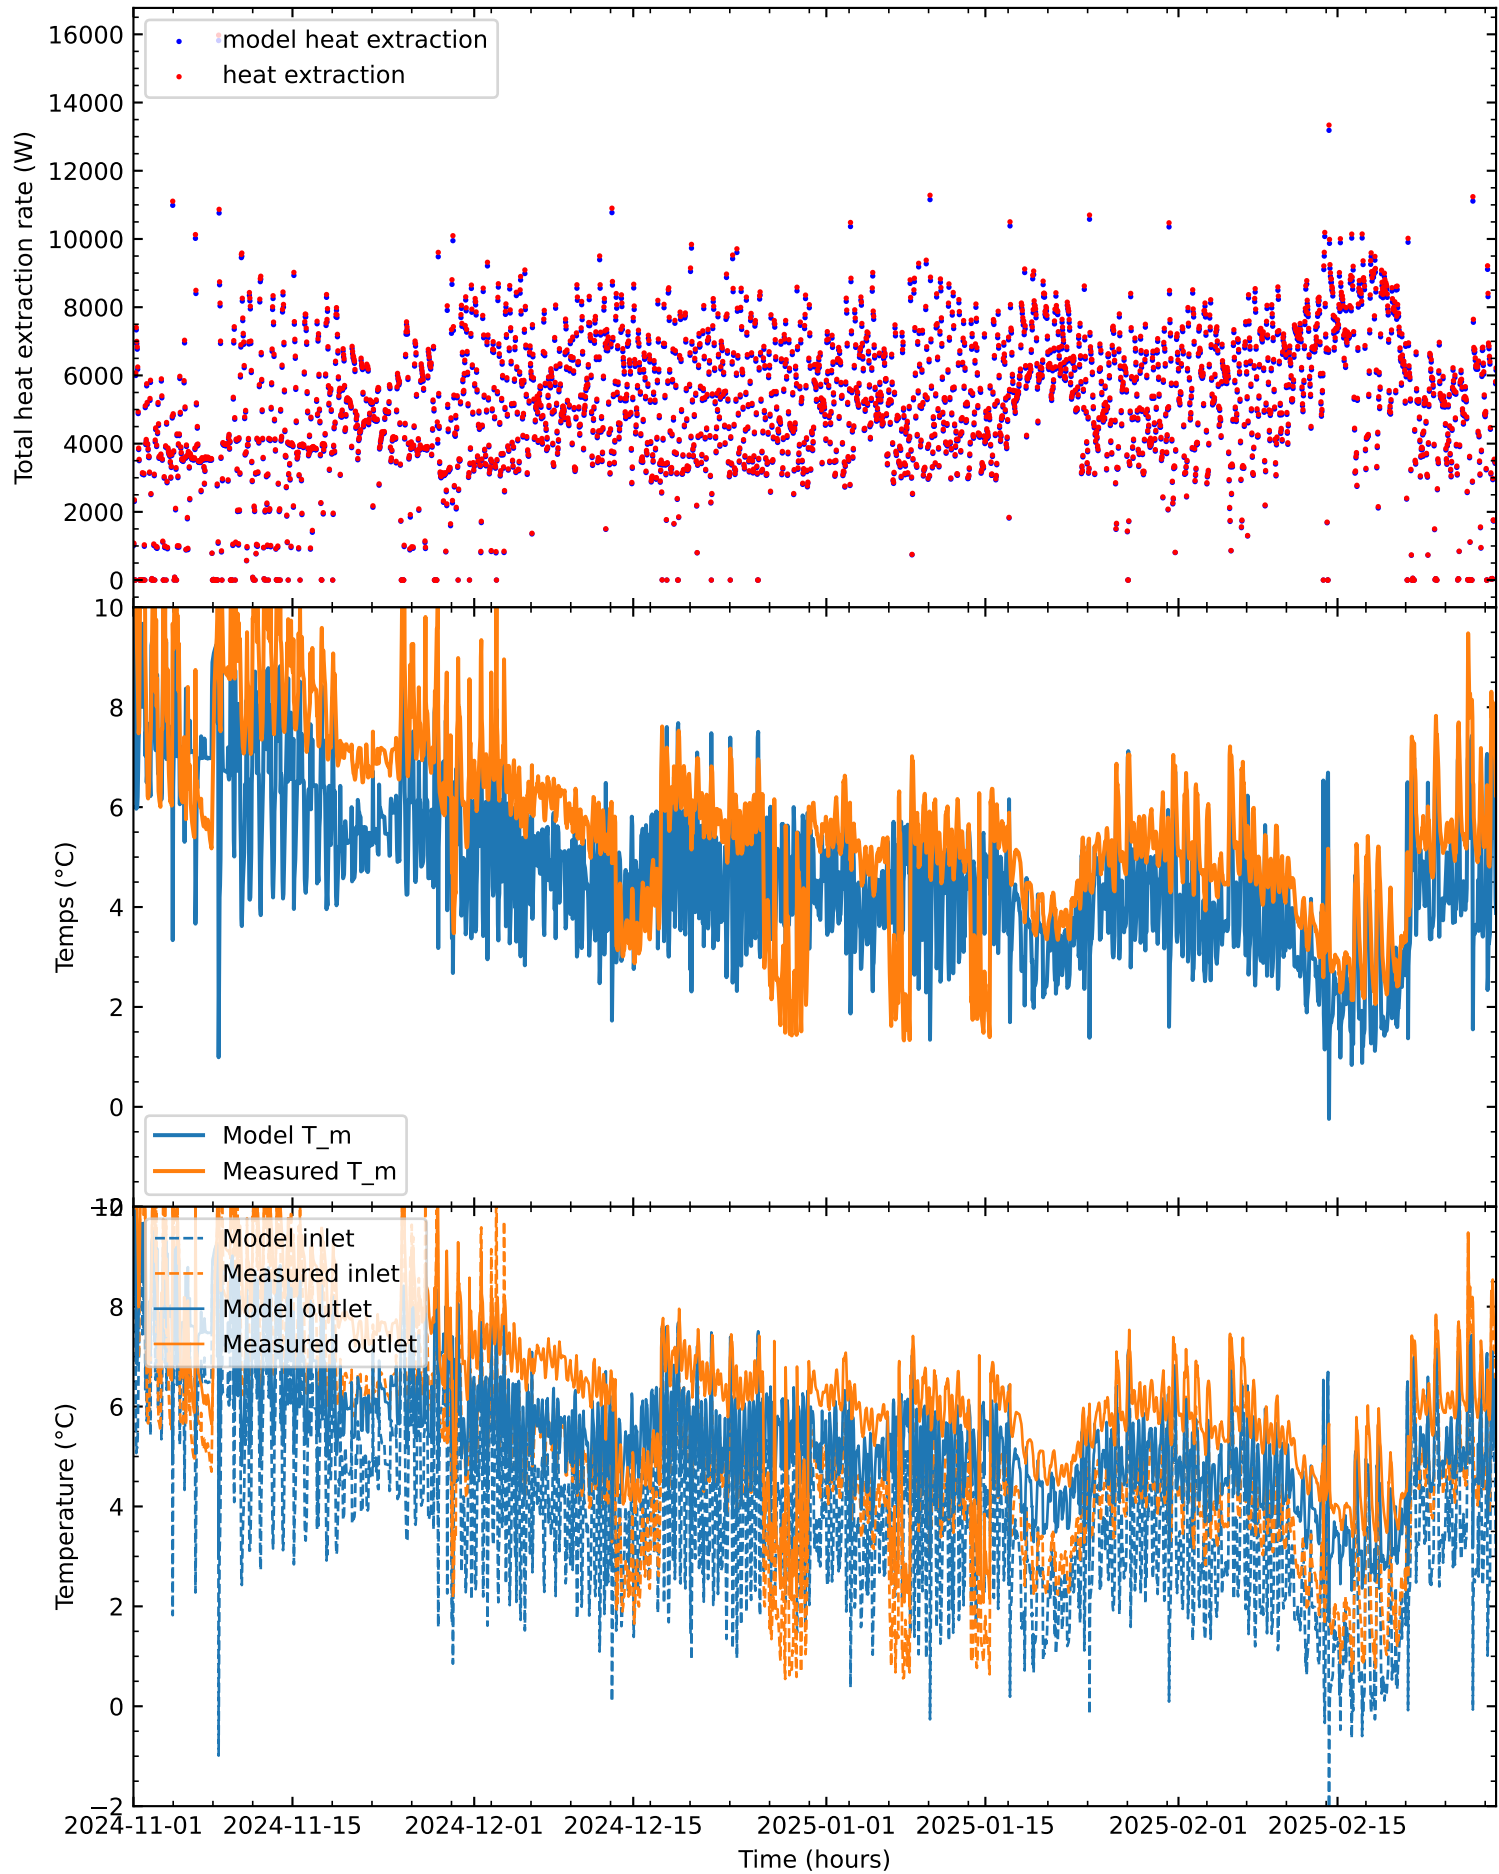 16000
14000
12000
10000
8000
6000
4000
2000
0
Total heat extraction rate (W)
model heat extraction
heat extraction
10
8
6
4
2
0
−2
Temps (°C)
Model T_m
Measured T_m
10
8
6
4
2
0
−2
Temperature (°C)
Model inlet
Measured inlet
Model outlet
Measured outlet
2024-11-01 2024-11-15 2024-12-01 2024-12-15 2025-01-01 2025-01-15 2025-02-01 2025-02-15
Time (hours)